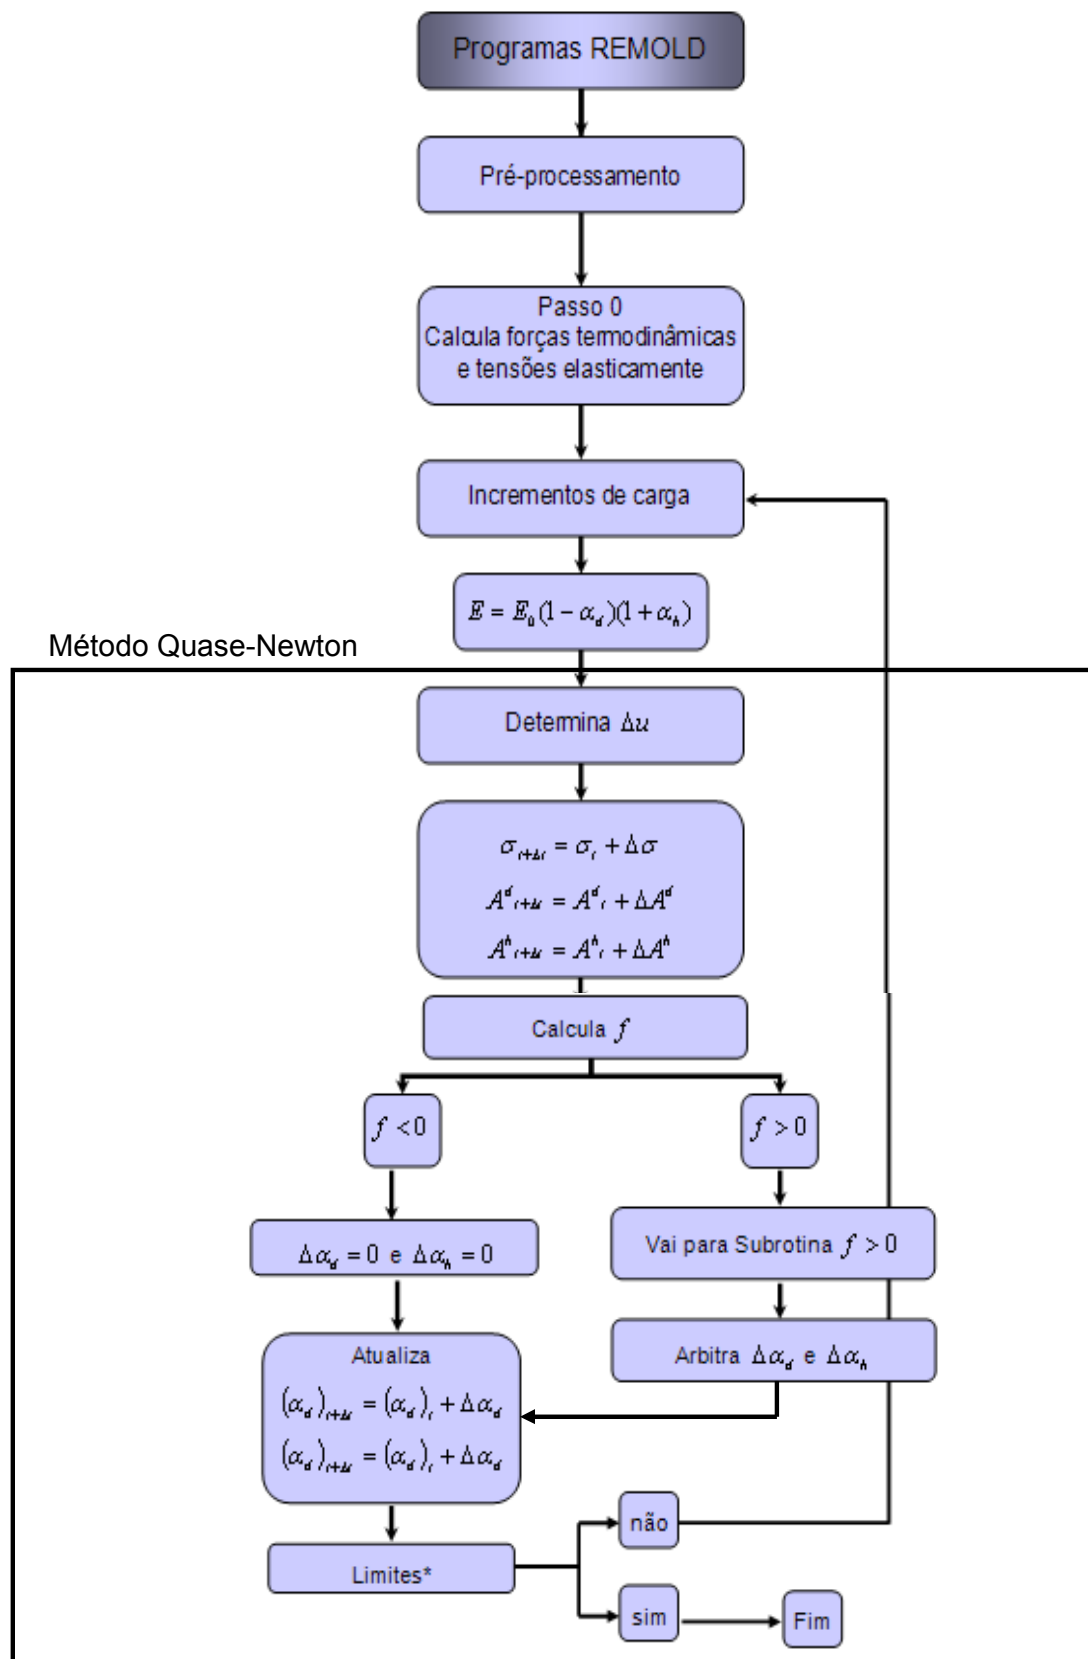 Programas REMOLD
Pré-processamento
Passo 0
Calcula forças termodinâmicas
e tensões elasticamente
Incrementos de carga
E = E₀(1 − α_d)(1 + α_h)
Método Quase-Newton
Determina Δu
σ_{t+Δt} = σ_t + Δσ
A^d_{t+Δt} = A^d_t + ΔA^d
A^h_{t+Δt} = A^h_t + ΔA^h
Calcula f
f < 0
f > 0
Δα_d = 0 e Δα_h = 0
Vai para Subrotina f > 0
Arbitra Δα_d e Δα_h
Atualiza
(α_d)_{t+Δt} = (α_d)_t + Δα_d
(α_d)_{t+Δt} = (α_d)_t + Δα_d
não
Limites*
sim
Fim